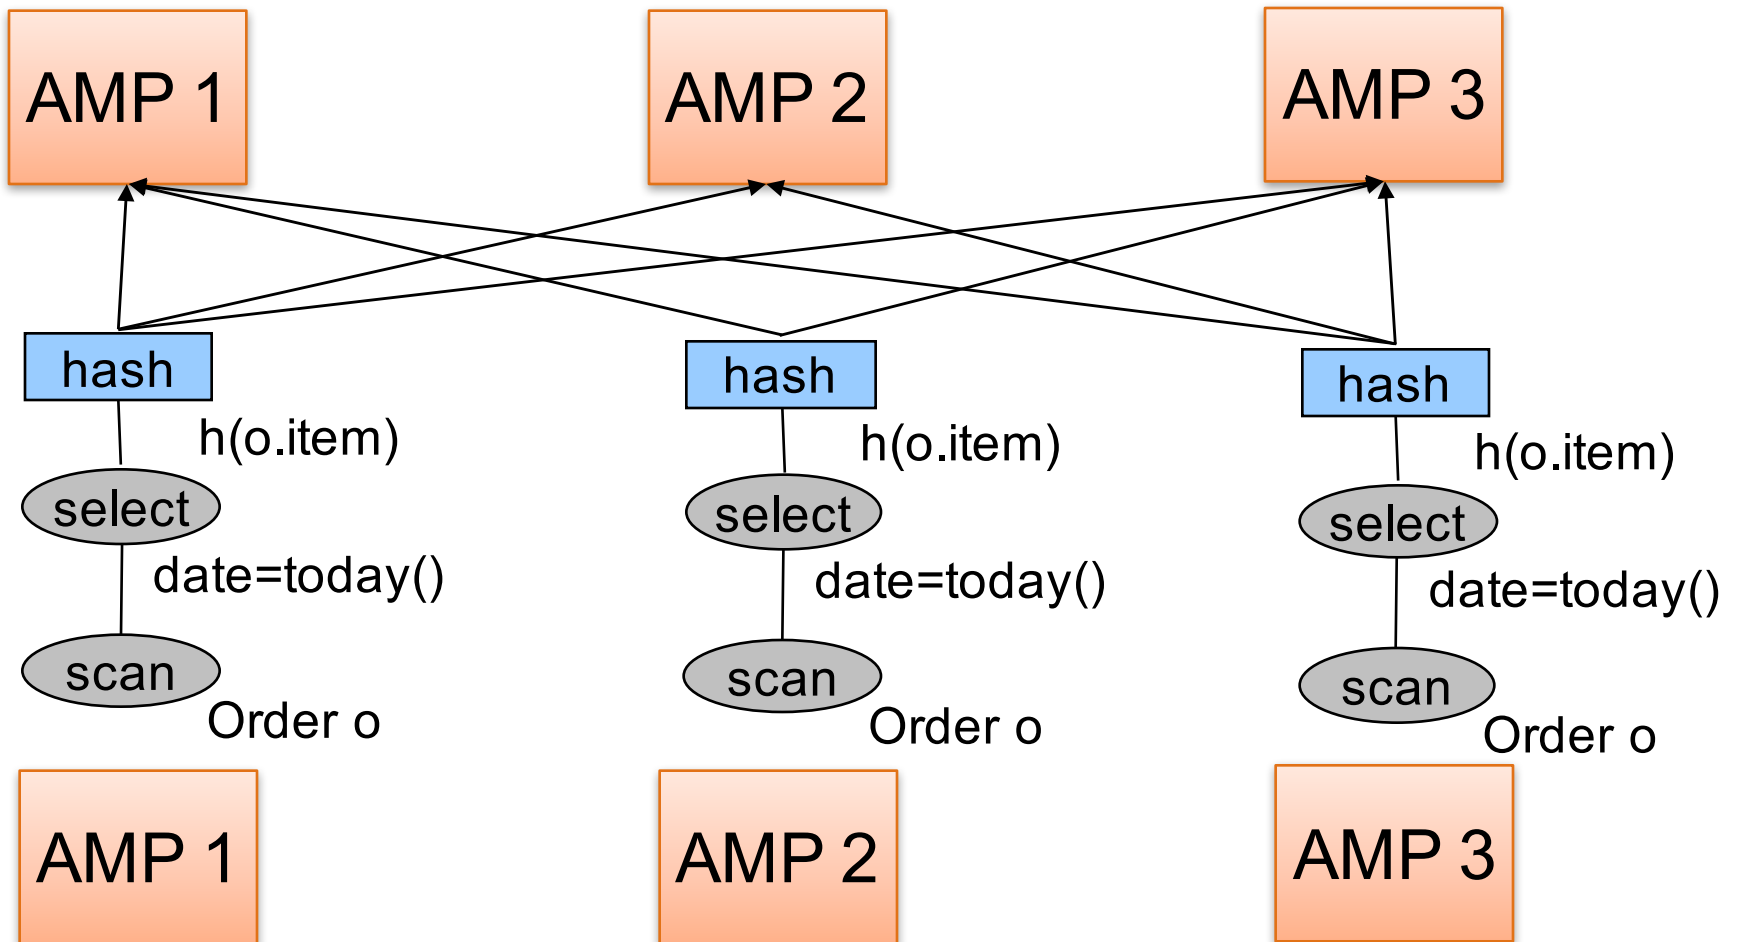 AMP 1
AMP 2
AMP 3
hash
hash
hash
h(o.item)
h(o.item)
h(o.item)
select
select
select
date=today()
date=today()
date=today()
scan
scan
scan
Order o
Order o
Order o
AMP 1
AMP 2
AMP 3